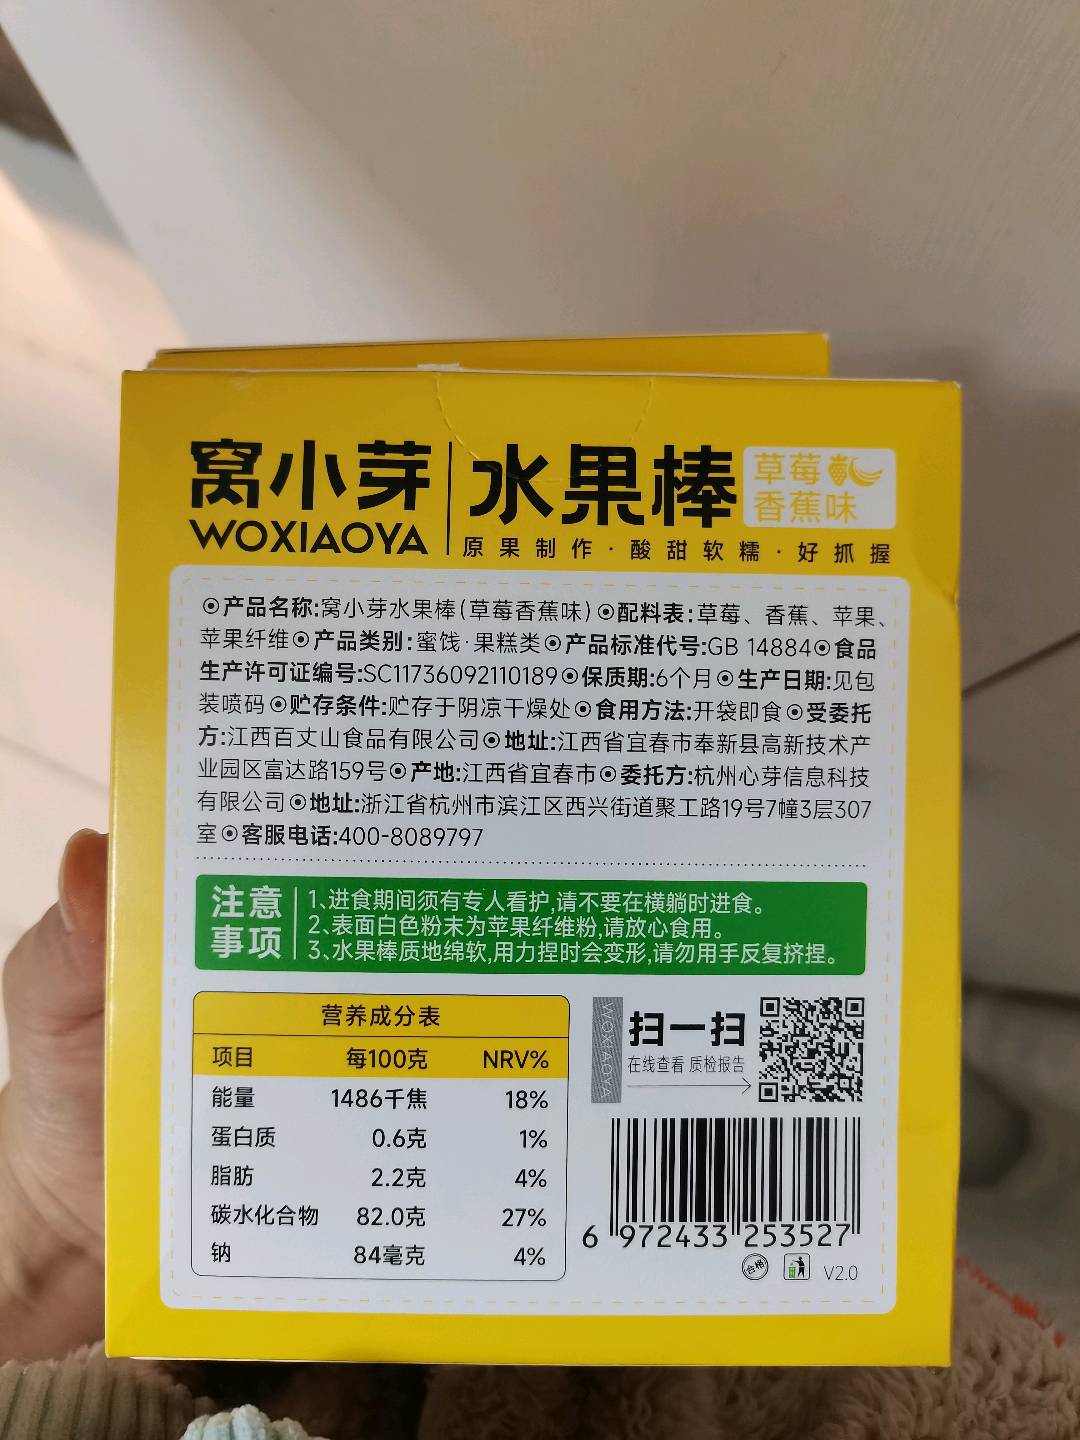 窝小芽
WOXIAOYA
水果棒
草莓
香蕉味
原果制作·酸甜软糯·好抓握
⊙产品名称:窝小芽水果棒(草莓香蕉味)⊙配料表:草莓、香蕉、苹果、
苹果纤维⊙产品类别:蜜饯·果糕类⊙产品标准代号:GB 14884⊙食品
生产许可证编号:SC11736092110189⊙保质期:6个月⊙生产日期:见包
装喷码⊙贮存条件:贮存于阴凉干燥处⊙食用方法:开袋即食⊙受委托
方:江西百丈山食品有限公司⊙地址:江西省宜春市奉新县高新技术产
业园区富达路159号⊙产地:江西省宜春市⊙委托方:杭州心芽信息科技
有限公司⊙地址:浙江省杭州市滨江区西兴街道聚工路19号7幢3层307
室⊙客服电话:400-8089797
注意
事项
1、进食期间须有专人看护,请不要在横躺时进食。
2、表面白色粉末为苹果纤维粉,请放心食用。
3、水果棒质地绵软,用力捏时会变形,请勿用手反复挤捏。
营养成分表
项目 每100克 NRV%
能量 1486千焦 18%
蛋白质 0.6克 1%
脂肪 2.2克 4%
碳水化合物 82.0克 27%
钠 84毫克 4%
WOXIAOYA
扫一扫
在线查看 质检报告
6 972433 253527
合格
V2.0